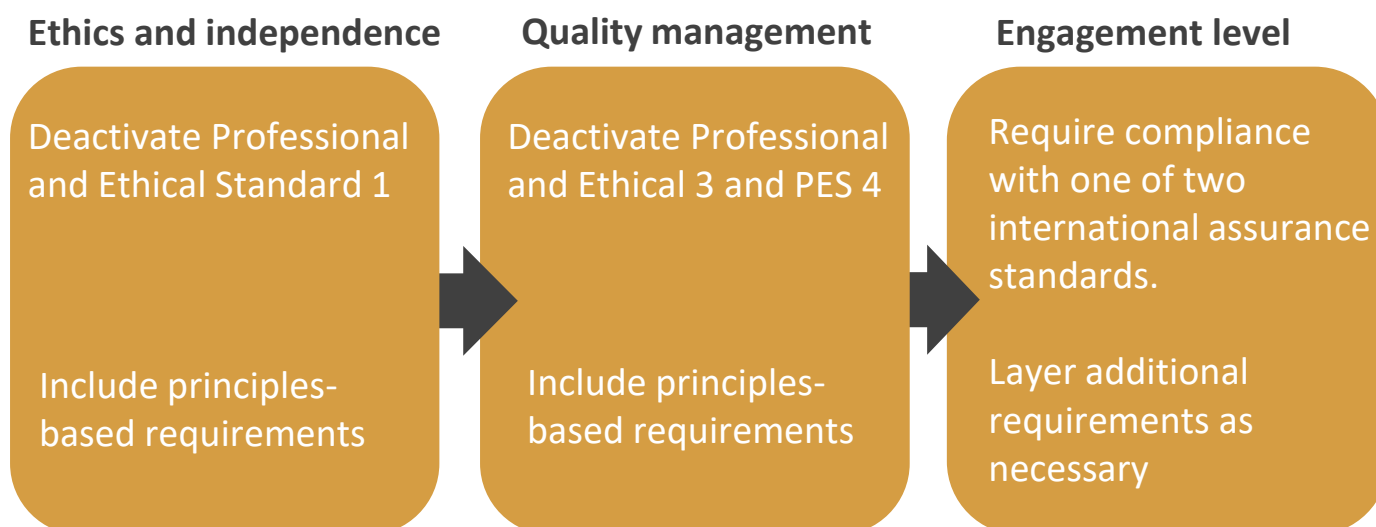 Ethics and independence
Deactivate Professional
and Ethical Standard 1
Include principles-
based requirements
Quality management
Deactivate Professional
and Ethical 3 and PES 4
Include principles-
based requirements
Engagement level
Require compliance
with one of two
international assurance
standards.
Layer additional
requirements as
necessary